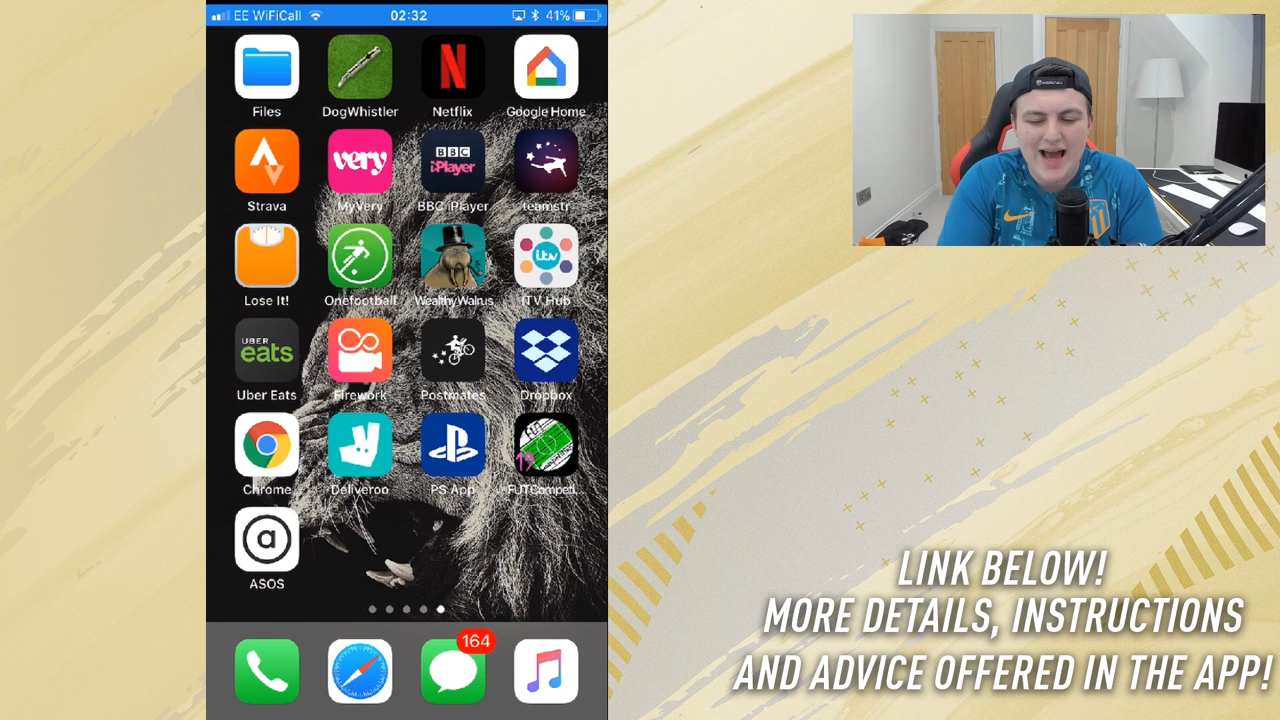 EE WiFiCall 02:32 41%
Files DogWhistler Netflix Google Home
N
very BBC iPlayer
Strava MyVery BBC iPlayer teamstr
itv
Lose It! Onefootball WealthyWalrus ITV Hub
UBER eats
Uber Eats Firework Postmates Dropbox
19
Chrome Deliveroo PS App FUTCompeti...
a
ASOS
164
LINK BELOW!
MORE DETAILS, INSTRUCTIONS
AND ADVICE OFFERED IN THE APP!